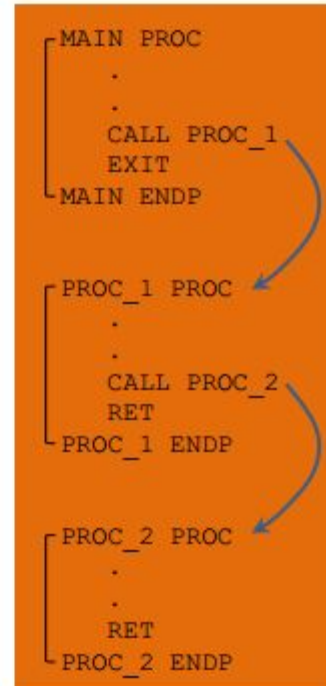 MAIN PROC
.
.
CALL PROC_1
EXIT
MAIN ENDP
PROC_1 PROC
.
.
CALL PROC_2
RET
PROC_1 ENDP
PROC_2 PROC
.
.
RET
PROC_2 ENDP